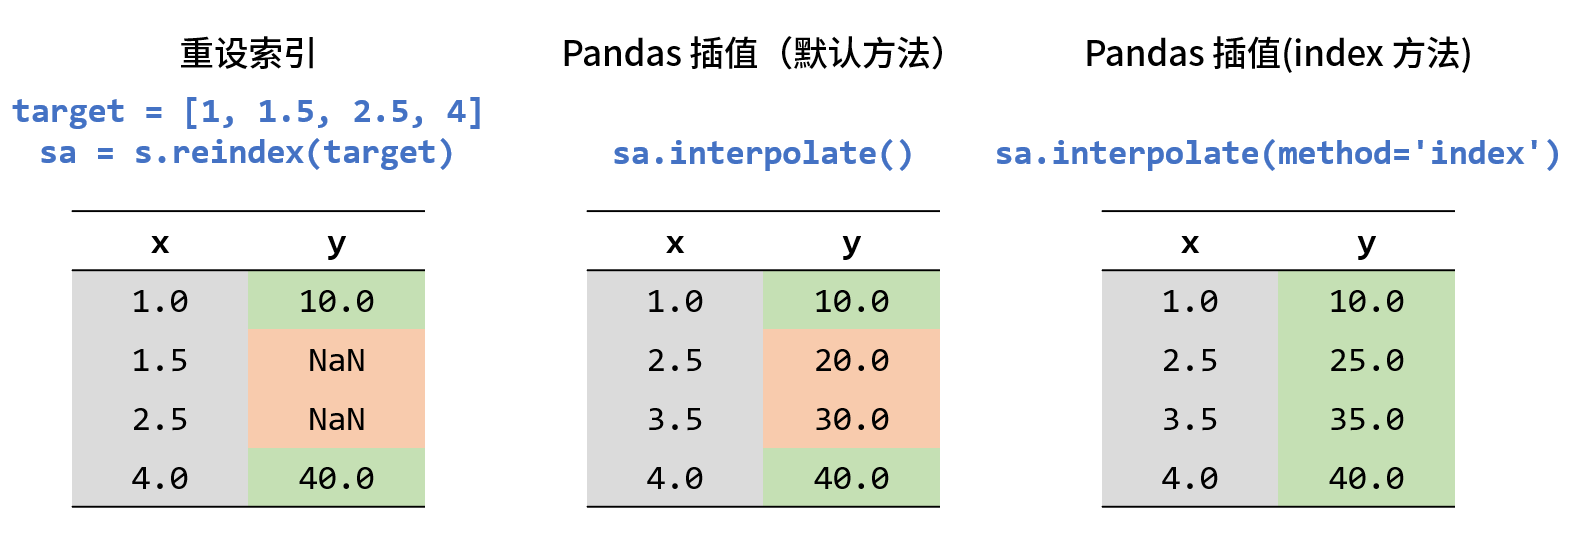 重设索引
target = [1, 1.5, 2.5, 4]
sa = s.reindex(target)
x y
1.0 10.0
1.5 NaN
2.5 NaN
4.0 40.0
Pandas 插值（默认方法）
sa.interpolate()
x y
1.0 10.0
2.5 20.0
3.5 30.0
4.0 40.0
Pandas 插值(index 方法)
sa.interpolate(method='index')
x y
1.0 10.0
2.5 25.0
3.5 35.0
4.0 40.0